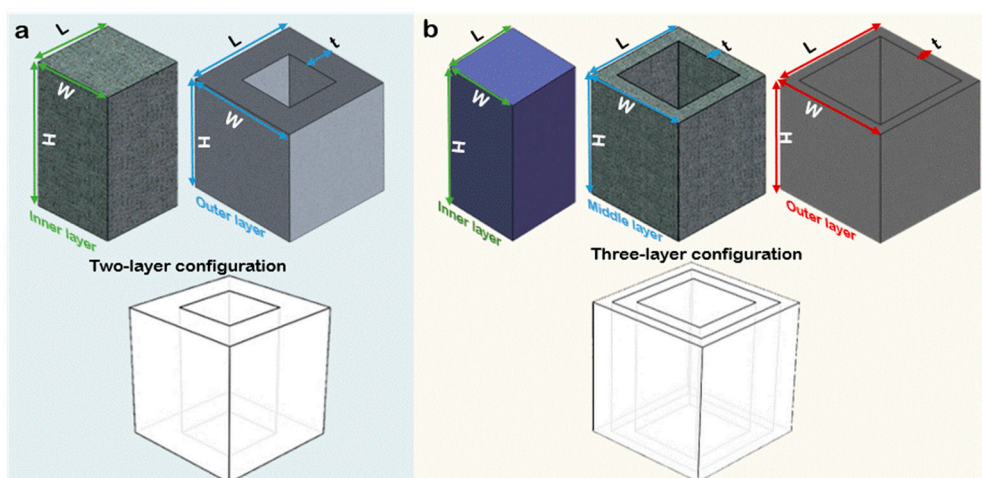 a
L
W
H
Inner layer
L
t
W
H
Outer layer
Two-layer configuration
b
L
W
H
Inner layer
L
t
W
H
Middle layer
L
t
W
H
Outer layer
Three-layer configuration